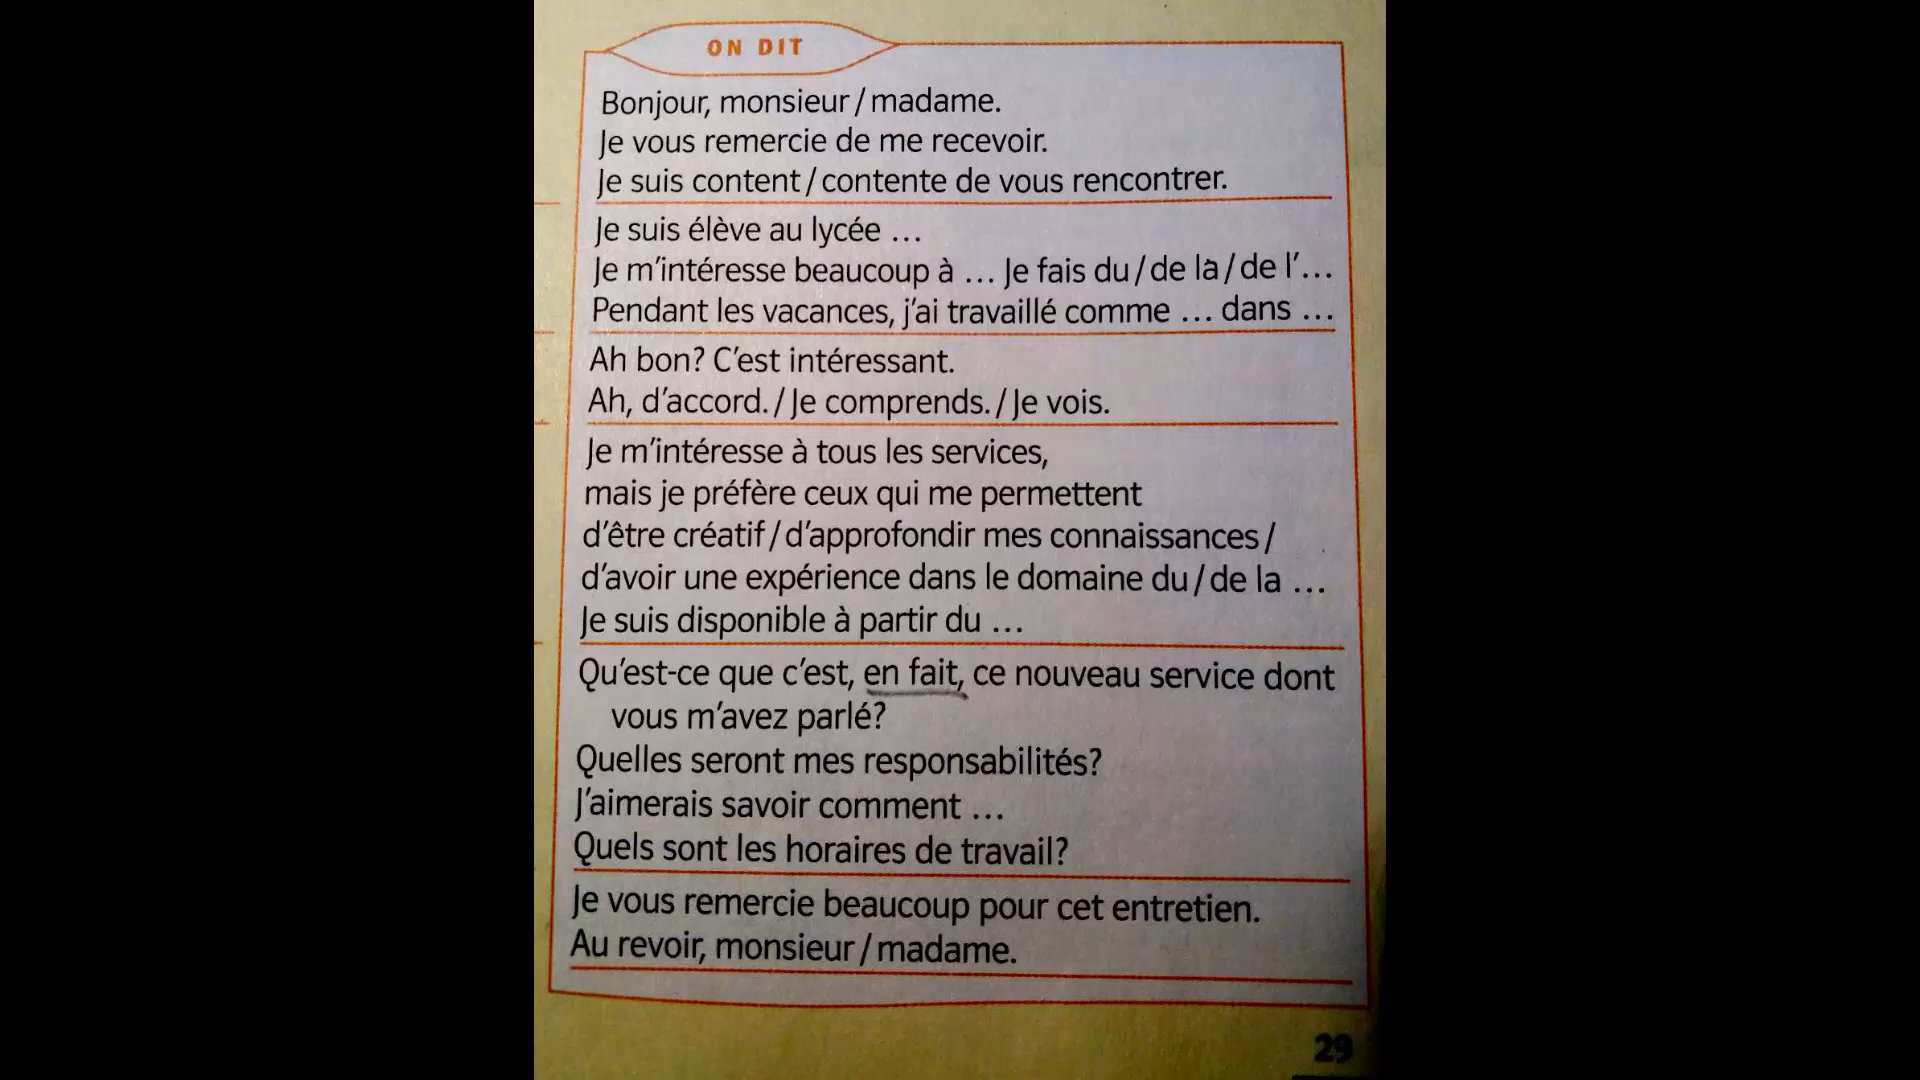 ON DIT
Bonjour, monsieur / madame.
Je vous remercie de me recevoir.
Je suis content / contente de vous rencontrer.
Je suis élève au lycée ...
Je m'intéresse beaucoup à ... Je fais du / de la / de l'...
Pendant les vacances, j'ai travaillé comme ... dans ...
Ah bon? C'est intéressant.
Ah, d'accord. / Je comprends. / Je vois.
Je m'intéresse à tous les services,
mais je préfère ceux qui me permettent
d'être créatif / d'approfondir mes connaissances /
d'avoir une expérience dans le domaine du / de la ...
Je suis disponible à partir du ...
Qu'est-ce que c'est, en fait, ce nouveau service dont
vous m'avez parlé?
Quelles seront mes responsabilités?
J'aimerais savoir comment ...
Quels sont les horaires de travail?
Je vous remercie beaucoup pour cet entretien.
Au revoir, monsieur / madame.
29